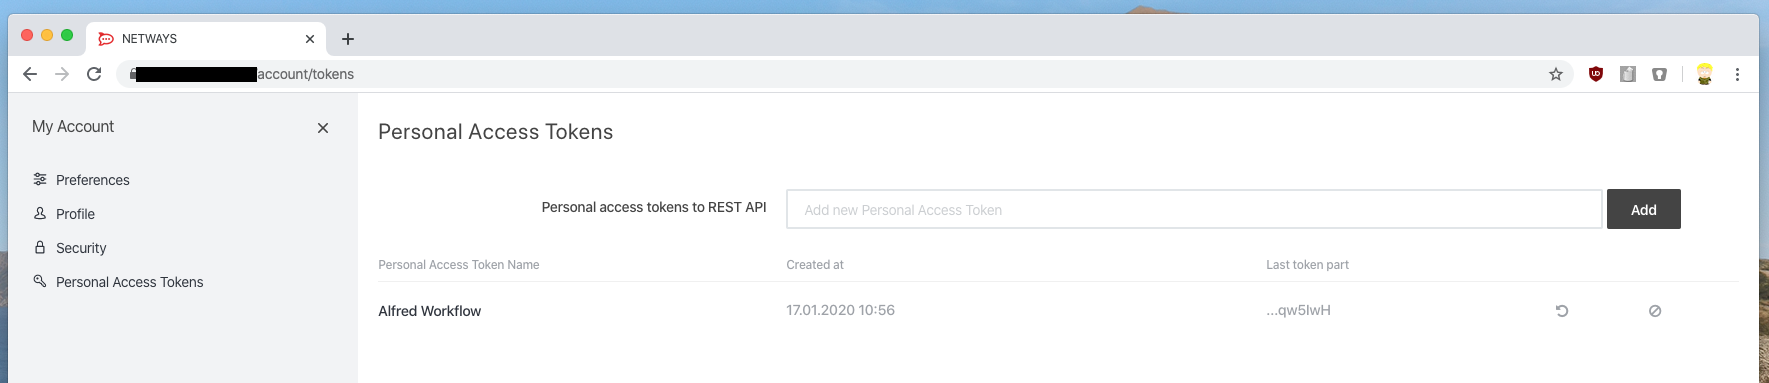 NETWAYS
account/tokens
My Account
Preferences
Profile
Security
Personal Access Tokens
Personal Access Tokens
Personal access tokens to REST API
Add new Personal Access Token
Add
Personal Access Token Name Created at Last token part
Alfred Workflow 17.01.2020 10:56 ...qw5IwH